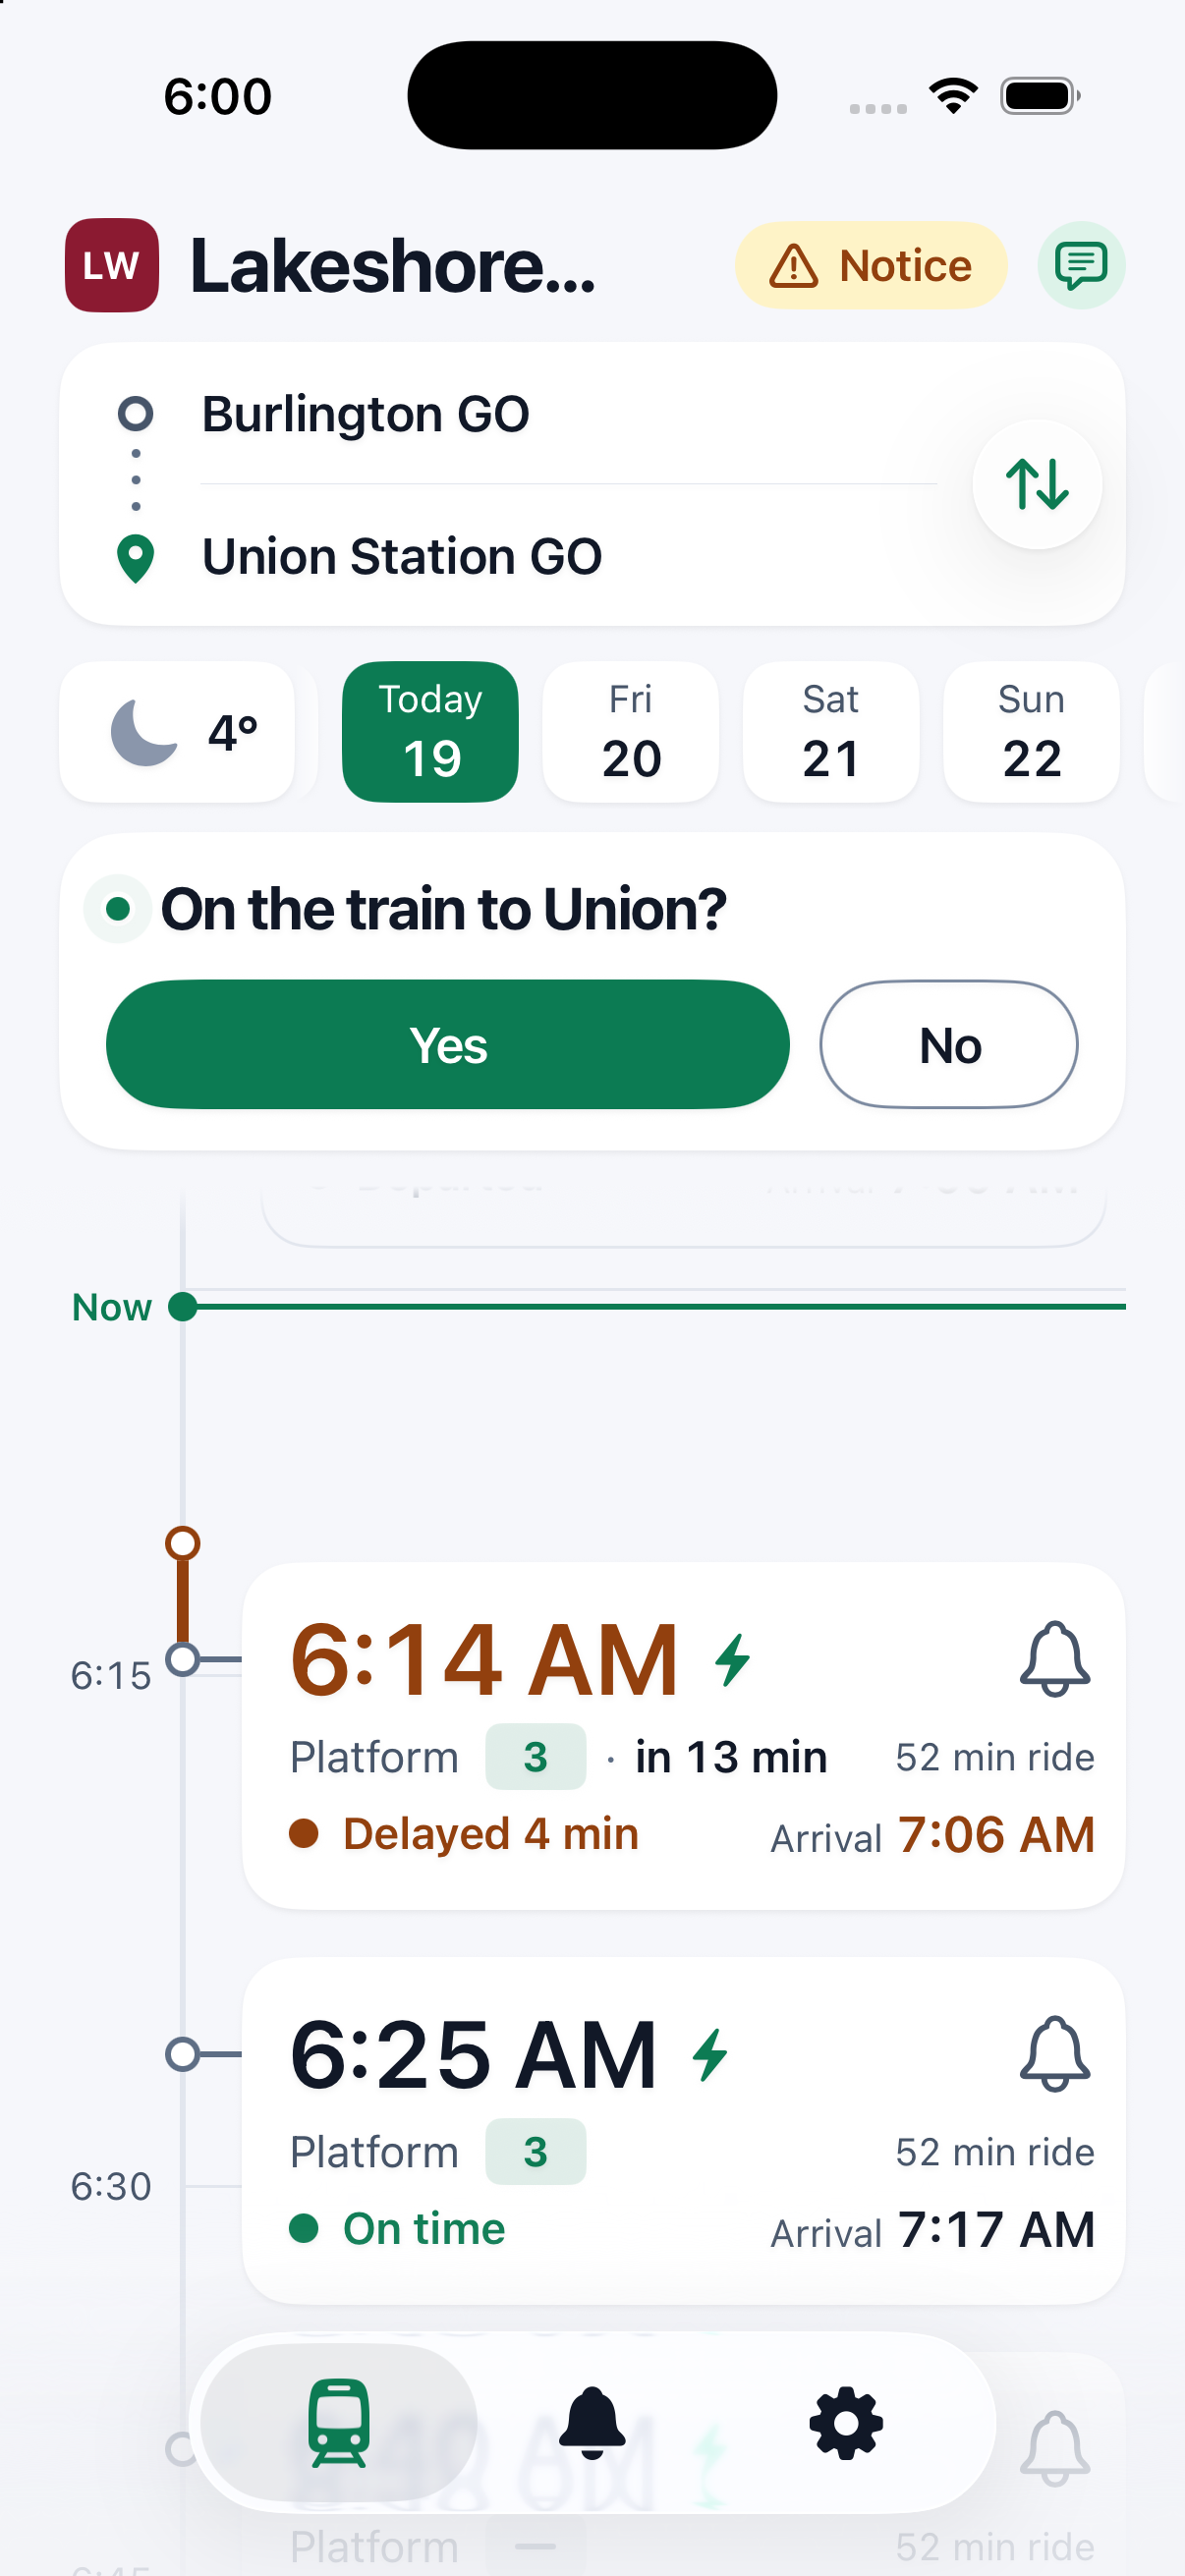 6:00
LW Lakeshore... Notice
Burlington GO
Union Station GO
4°
Today 19
Fri 20
Sat 21
Sun 22
On the train to Union?
Yes No
Departed
Now
6:15
6:14 AM
Platform 3 · in 13 min 52 min ride
Delayed 4 min Arrival 7:06 AM
6:25 AM
Platform 3 52 min ride
6:30
On time Arrival 7:17 AM
Platform — 52 min ride
6:45